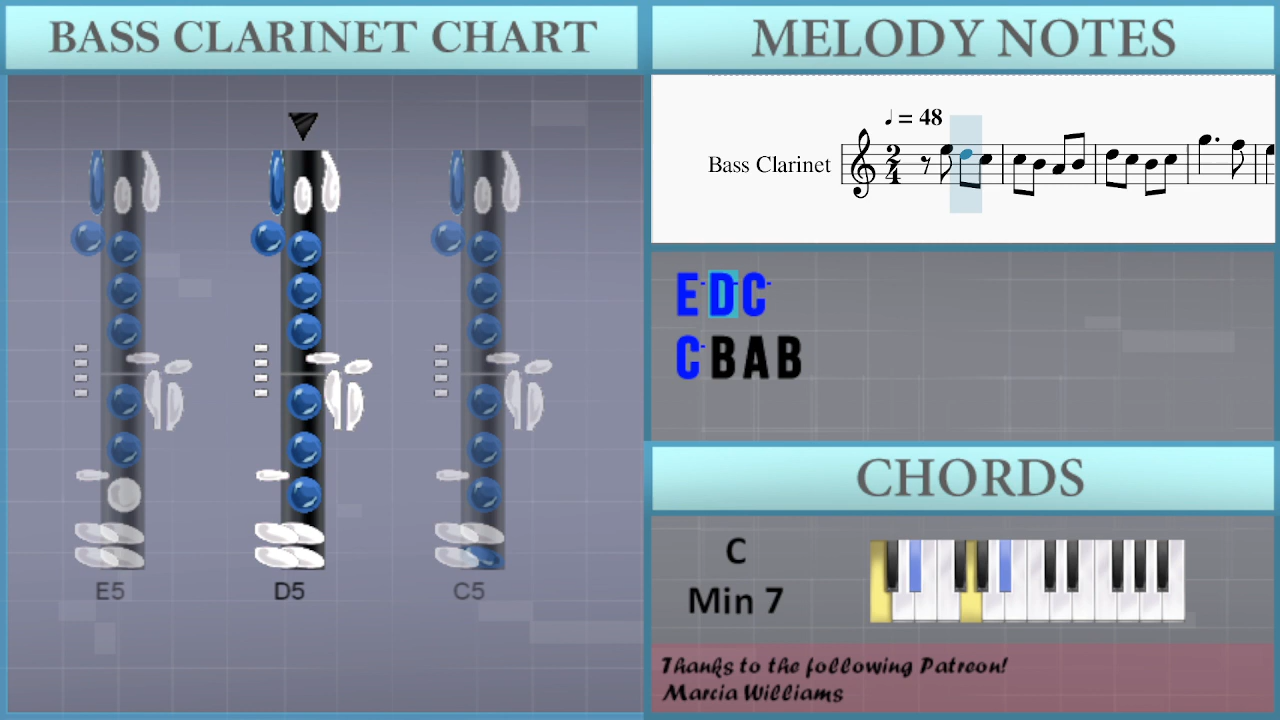 BASS CLARINET CHART
E5 D5 C5
MELODY NOTES
♩ = 48
Bass Clarinet
2
4
E- D- C-
C- B A B
CHORDS
C
Min 7
Thanks to the following Patreon!
Marcia Williams